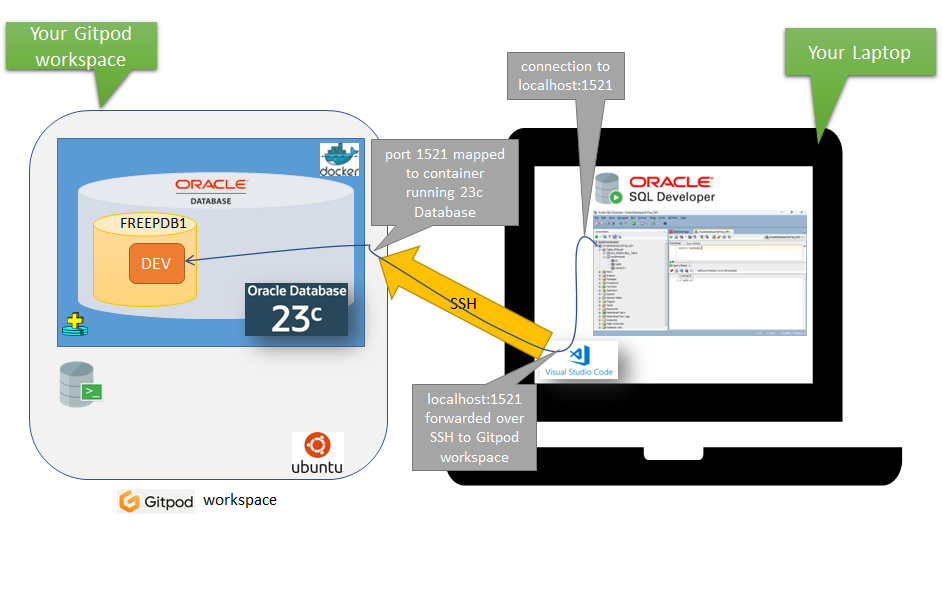 Your Gitpod
workspace
Your Laptop
connection to
localhost:1521
port 1521 mapped
to container
running 23c
Database
docker
ORACLE
DATABASE
FREEPDB1
DEV
Oracle Database
23c
SSH
ORACLE
SQL Developer
Visual Studio Code
localhost:1521
forwarded over
SSH to Gitpod
workspace
>_
ubuntu
Gitpod workspace